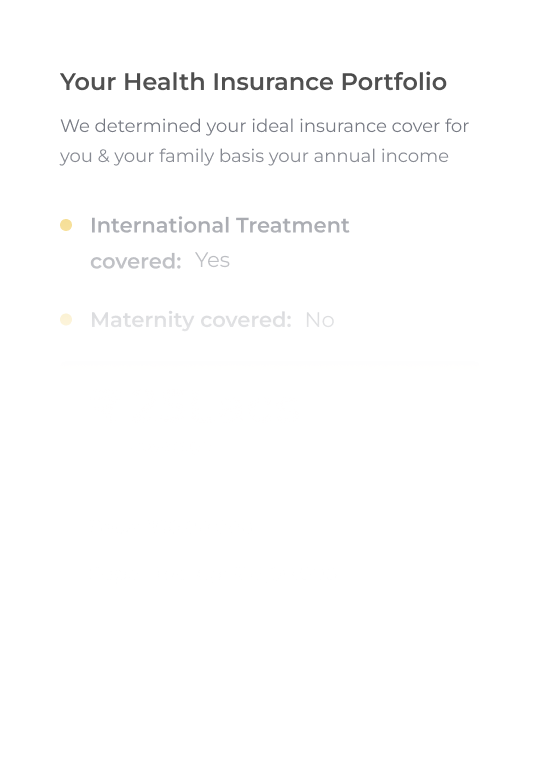 Your Health Insurance Portfolio
We determined your ideal insurance cover for
you & your family basis your annual income
International Treatment
covered: Yes
Maternity covered: No